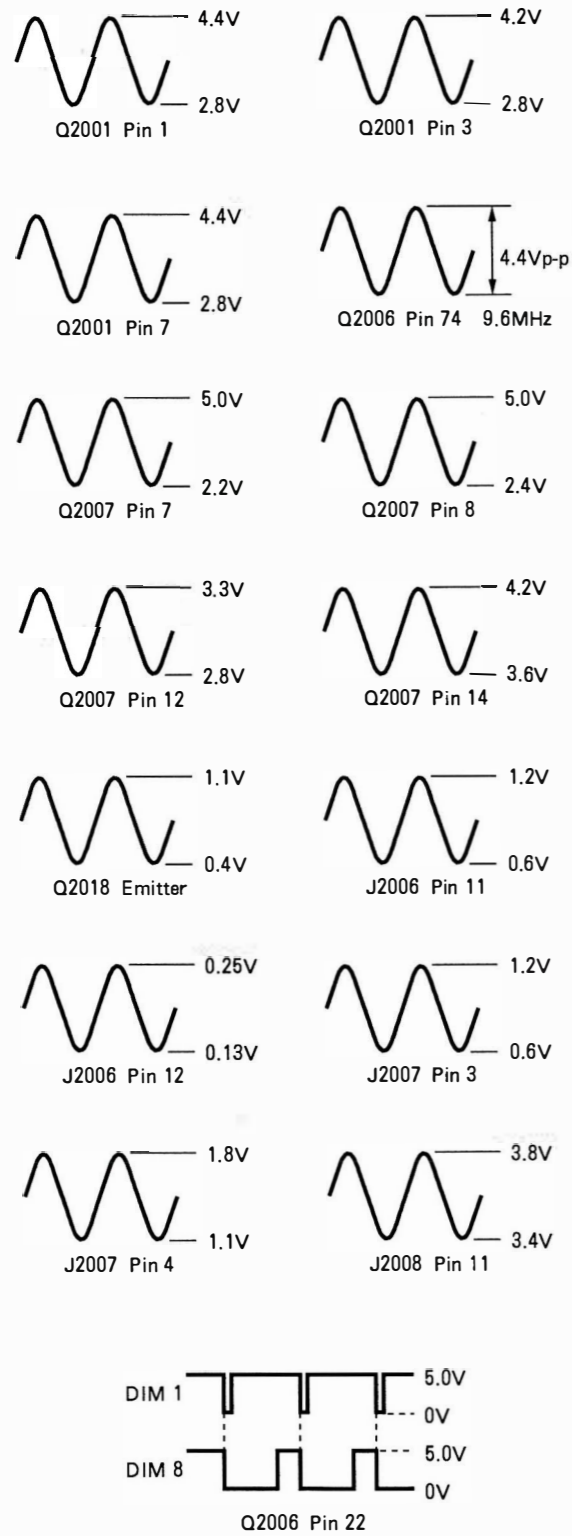 4.4V
2.8V
Q2001 Pin 1
4.2V
2.8V
Q2001 Pin 3
4.4V
2.8V
Q2001 Pin 7
4.4Vp-p
Q2006 Pin 74 9.6MHz
5.0V
2.2V
Q2007 Pin 7
5.0V
2.4V
Q2007 Pin 8
3.3V
2.8V
Q2007 Pin 12
4.2V
3.6V
Q2007 Pin 14
1.1V
0.4V
Q2018 Emitter
1.2V
0.6V
J2006 Pin 11
0.25V
0.13V
J2006 Pin 12
1.2V
0.6V
J2007 Pin 3
1.8V
1.1V
J2007 Pin 4
3.8V
3.4V
J2008 Pin 11
DIM 1
5.0V
0V
DIM 8
5.0V
0V
Q2006 Pin 22